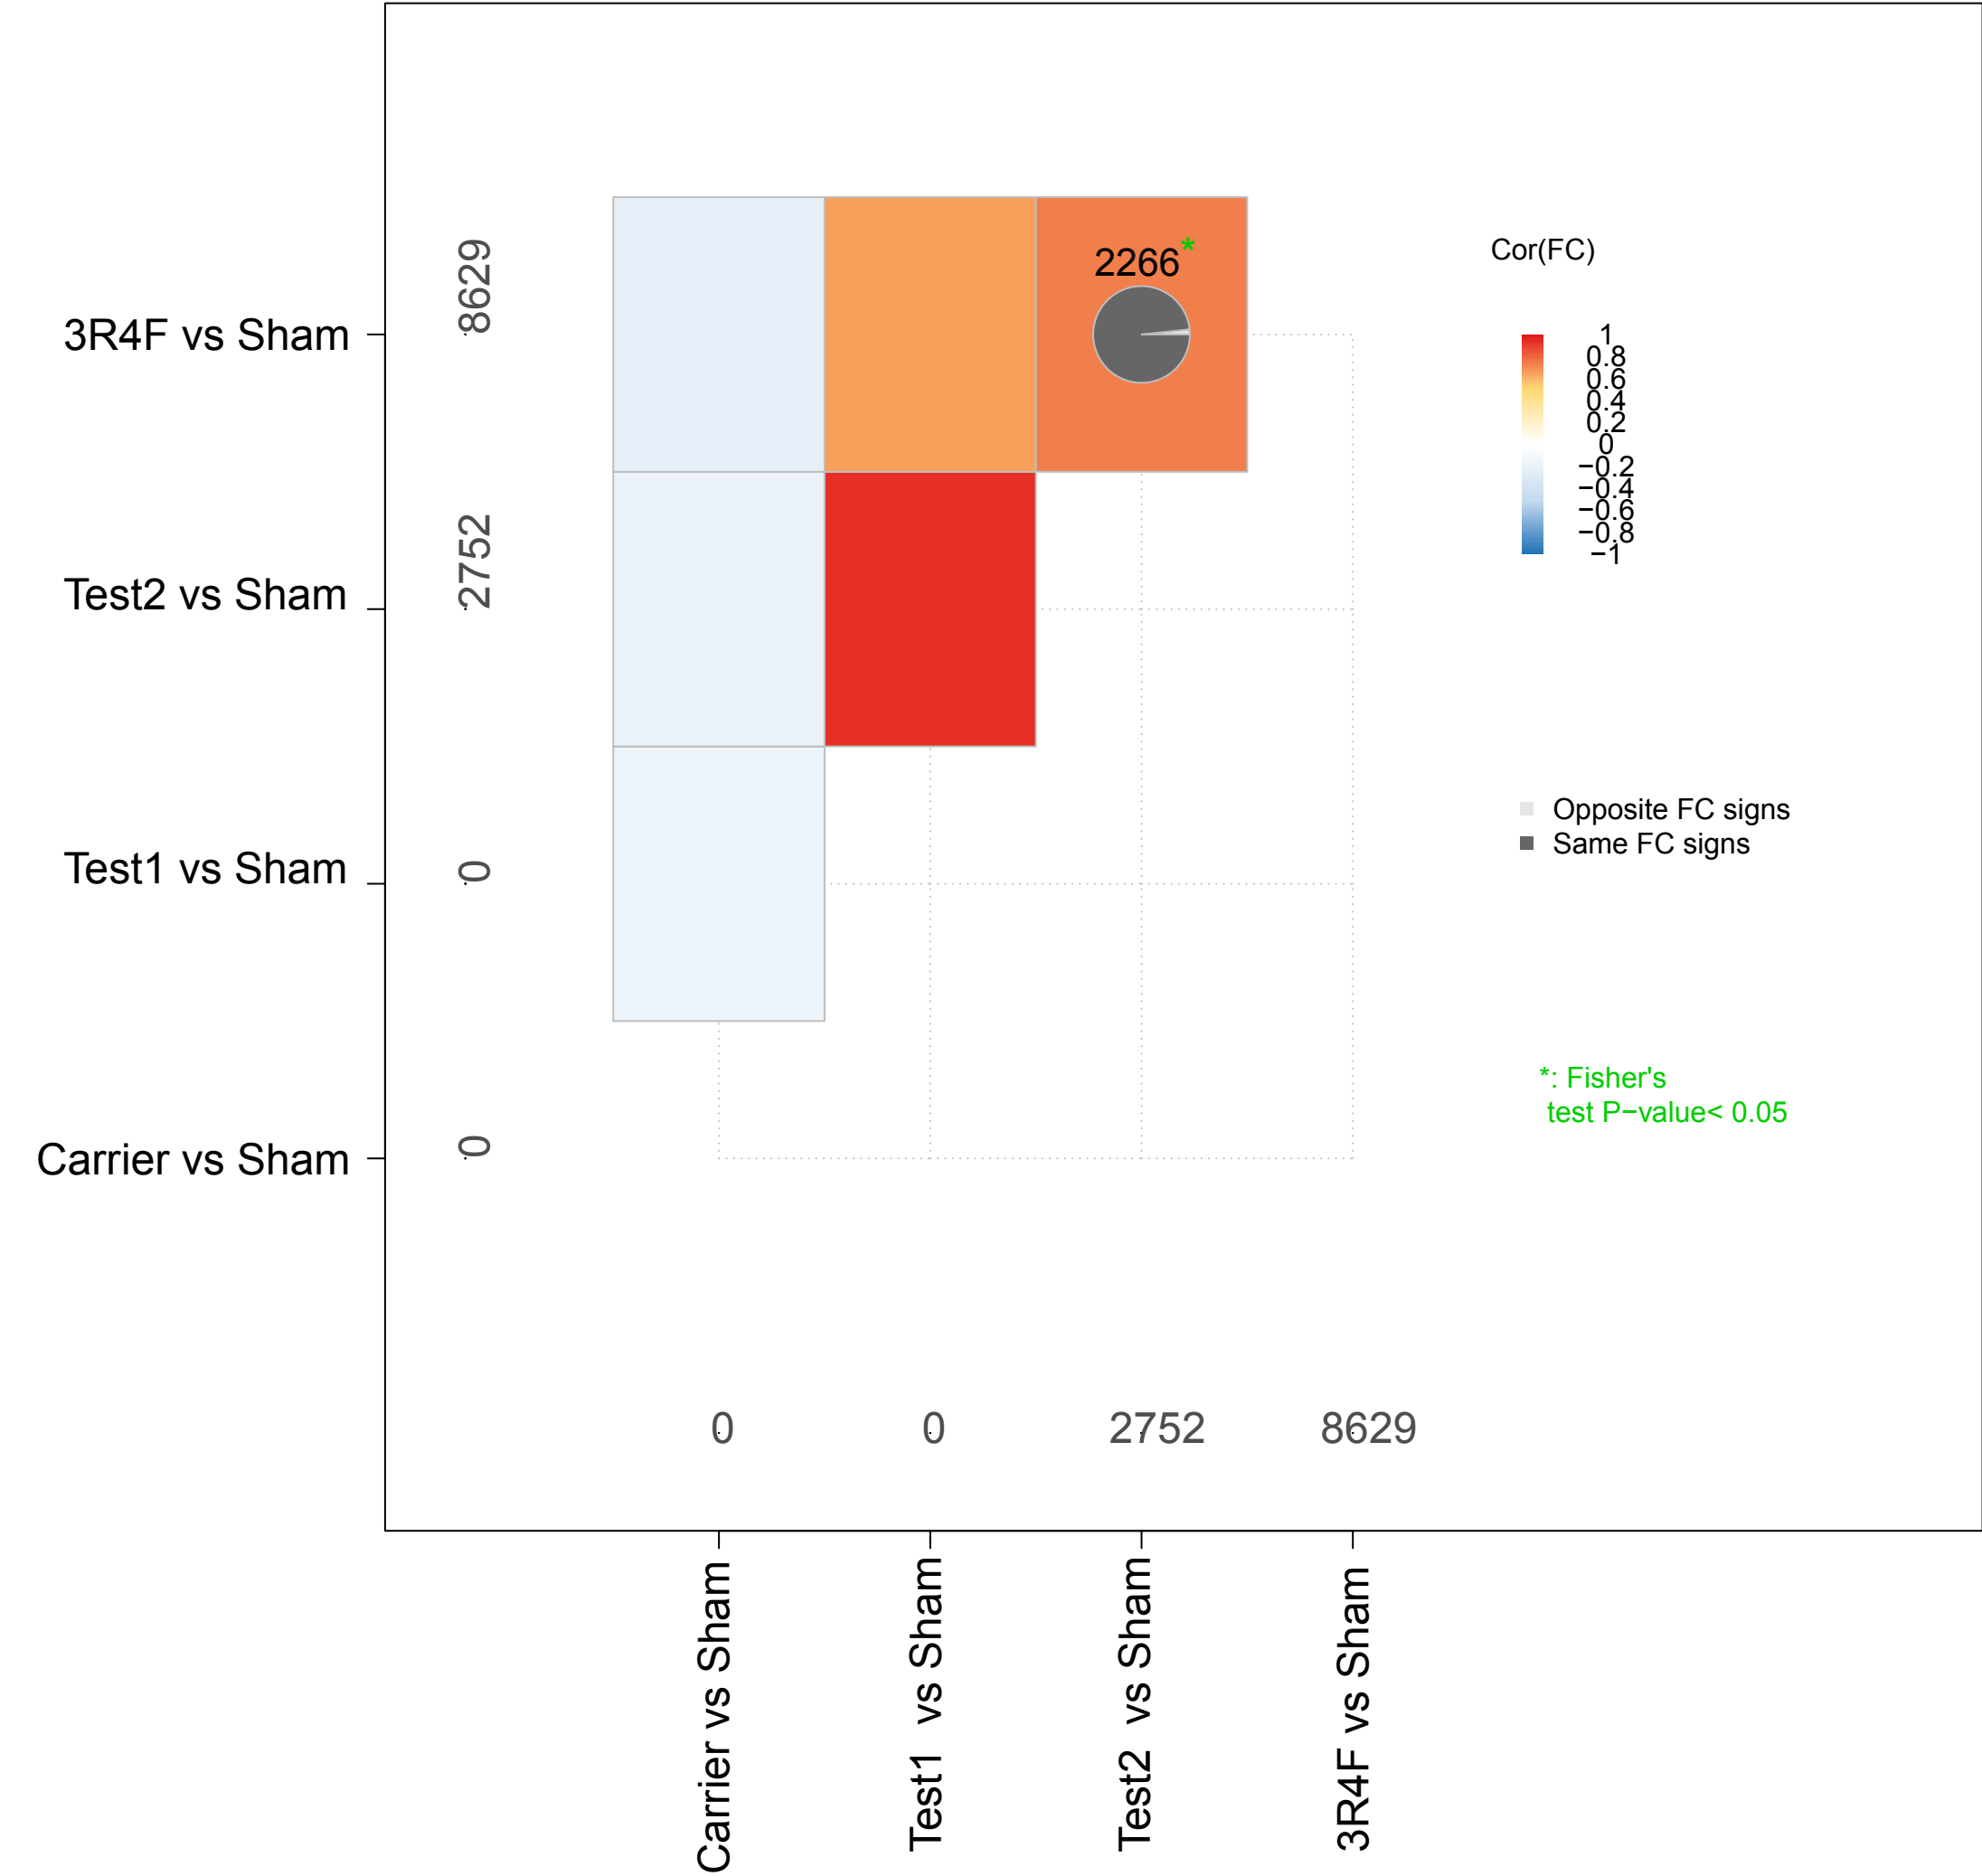 3R4F vs Sham
Test2 vs Sham
Test1 vs Sham
Carrier vs Sham
8629
2752
0
0
2266*
Cor(FC)
1
0.8
0.6
0.4
0.2
0
−0.2
−0.4
−0.6
−0.8
−1
Opposite FC signs
Same FC signs
*: Fisher's
test P−value< 0.05
0
0
2752
8629
Carrier vs Sham
Test1 vs Sham
Test2 vs Sham
3R4F vs Sham